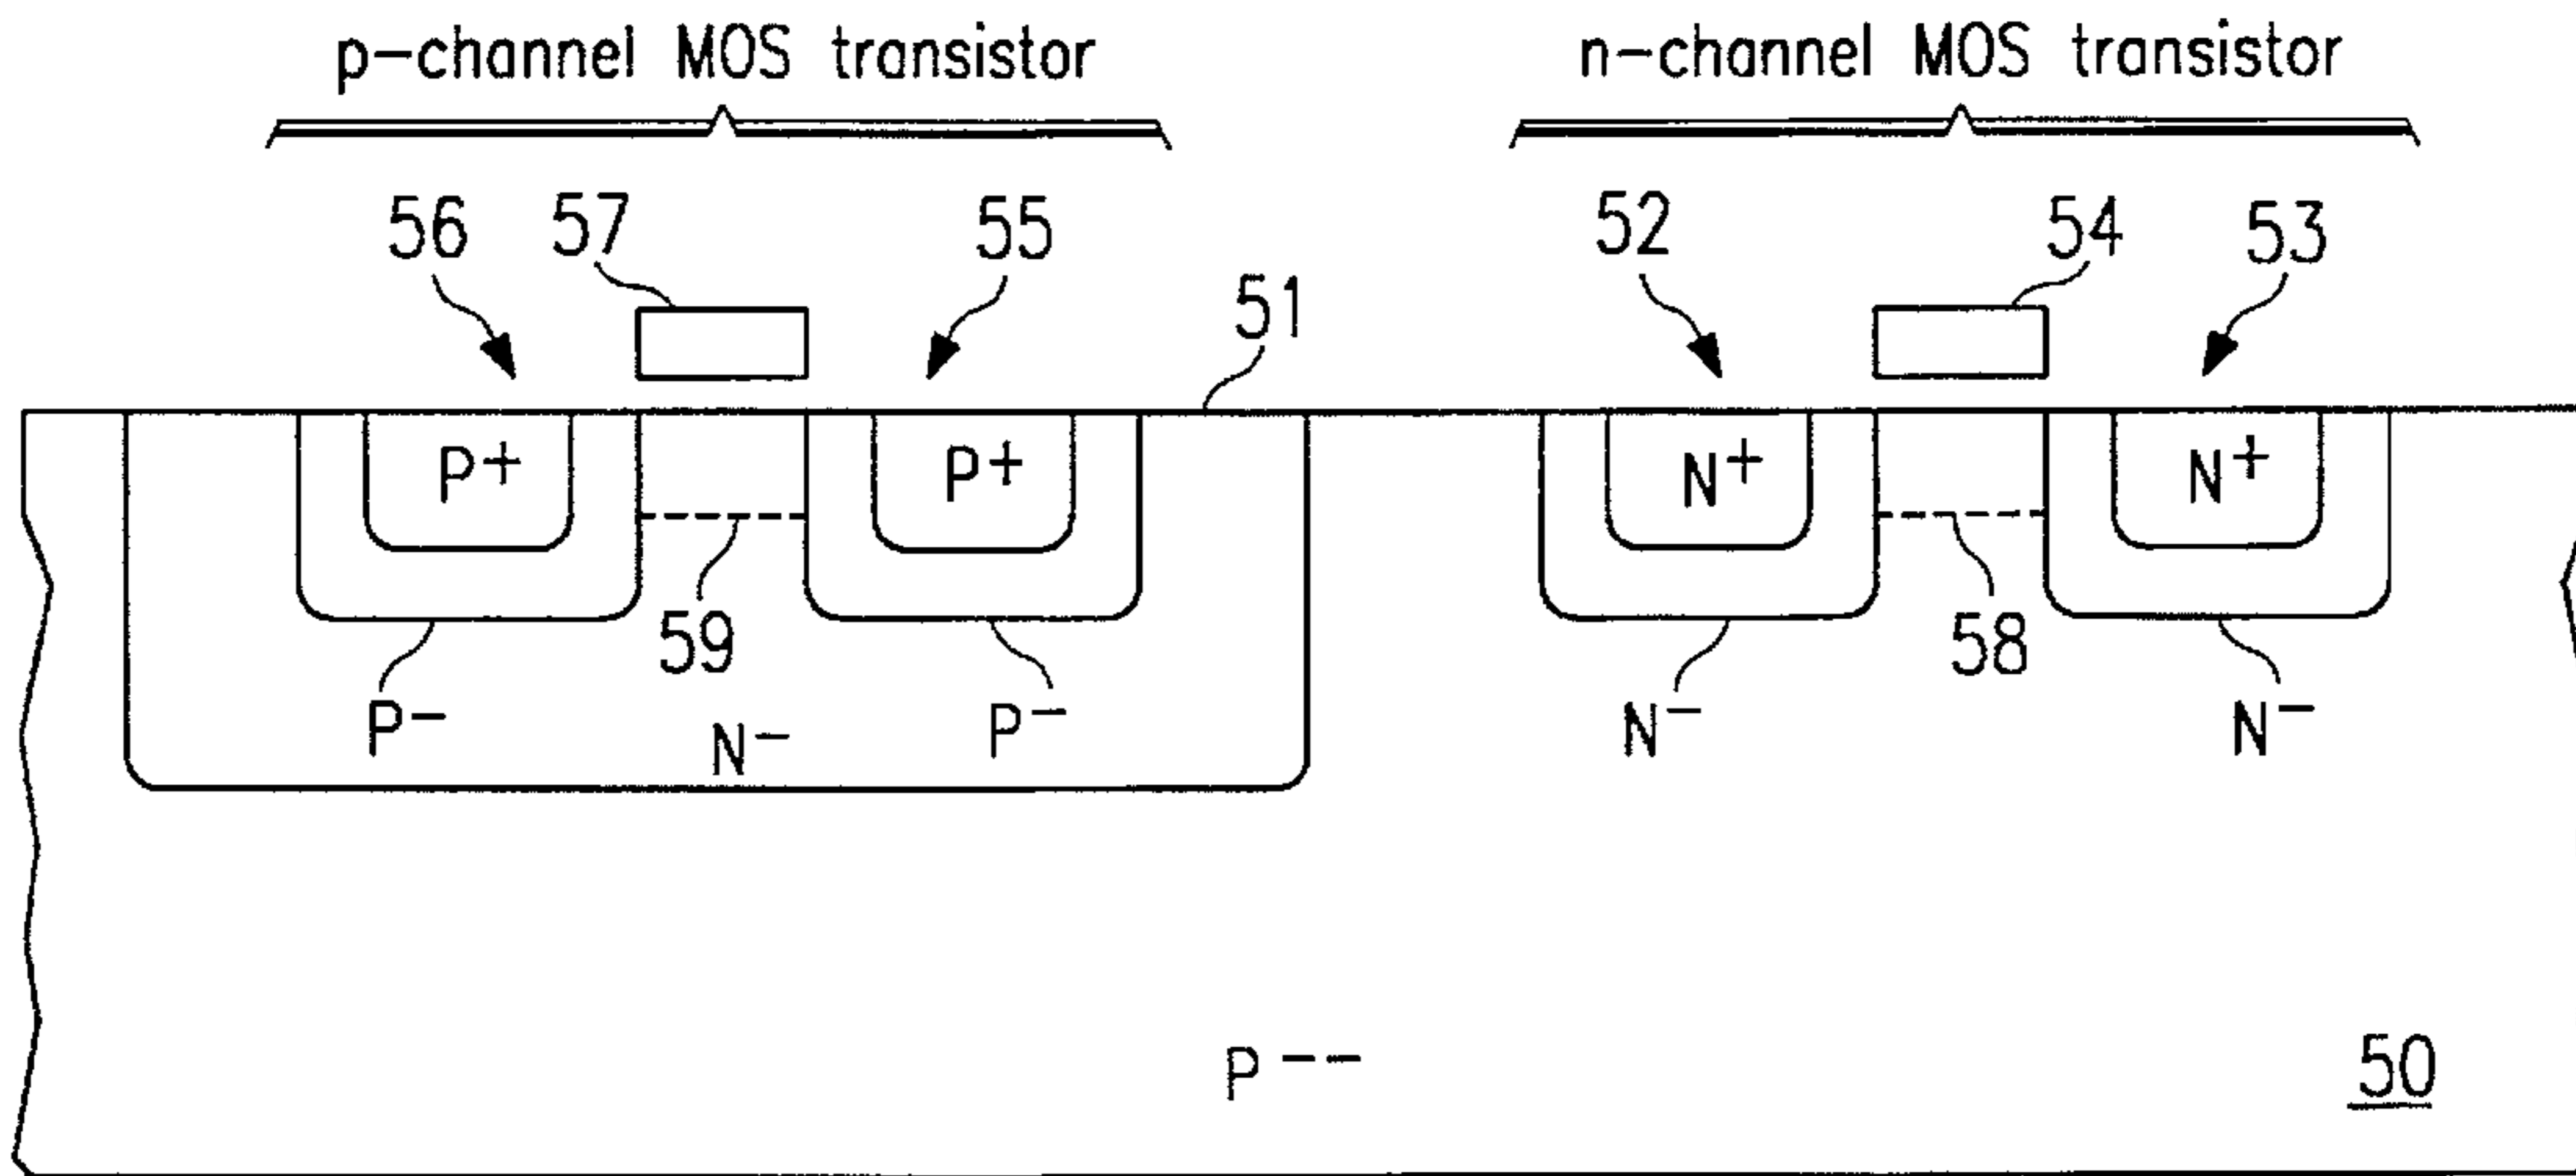 p-channel MOS transistor n-channel MOS transistor
56 57 55 51 52 54 53
P+ P+ N+ N+
59 58
P- N- P- N- N-
P--
50